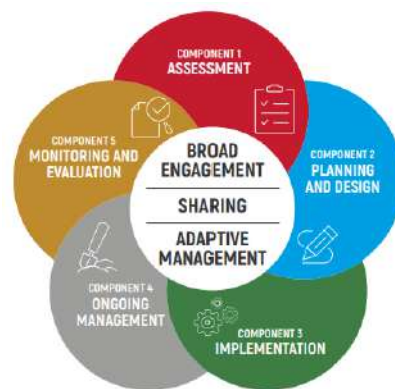 COMPONENT 1
ASSESSMENT
COMPONENT 2
PLANNING
AND DESIGN
COMPONENT 3
IMPLEMENTATION
COMPONENT 4
ONGOING
MANAGEMENT
COMPONENT 5
MONITORING AND
EVALUATION
BROAD
ENGAGEMENT
SHARING
ADAPTIVE
MANAGEMENT